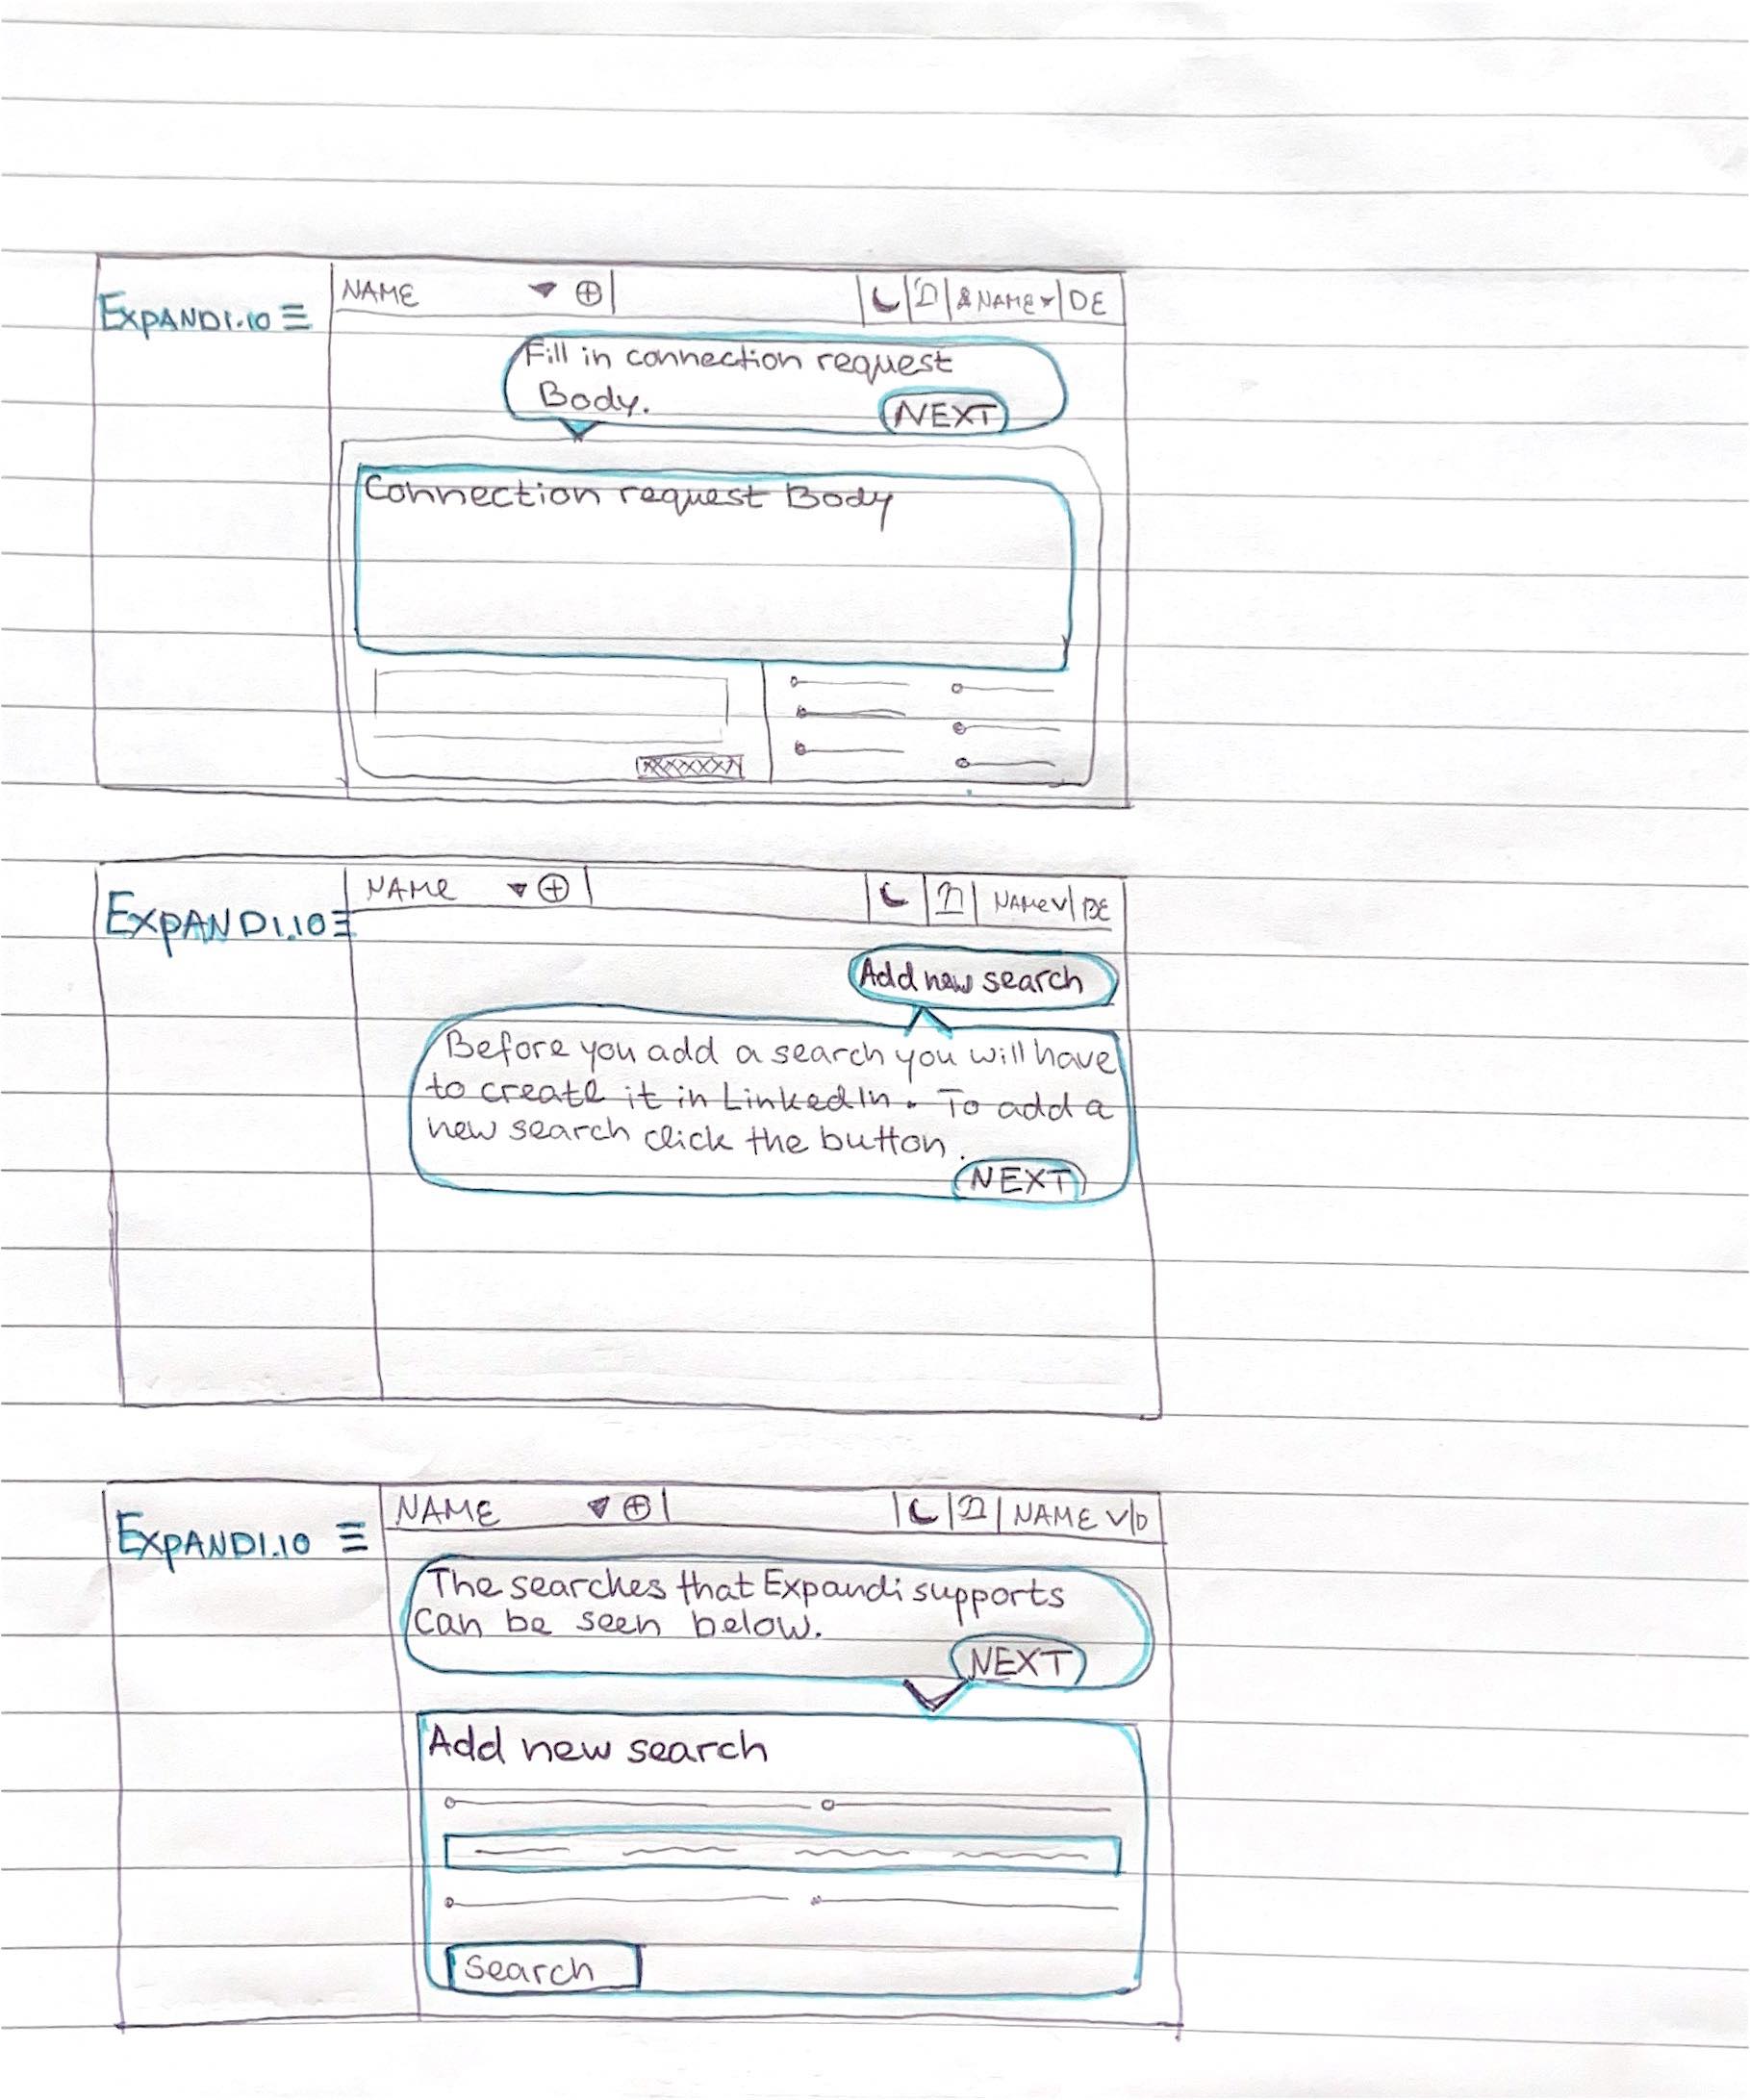 EXPANDI.IO
NAME
NAME
DE
Fill in connection request
Body.
NEXT
Connection request Body
EXPANDI.IO
NAMe
NAMe
DE
Add new search
Before you add a search you will have
to create it in LinkedIn. To add a
new search click the button.
NEXT
EXPANDI.IO
NAME
NAME
D
The searches that Expandi supports
can be seen below.
NEXT
Add new search
Search